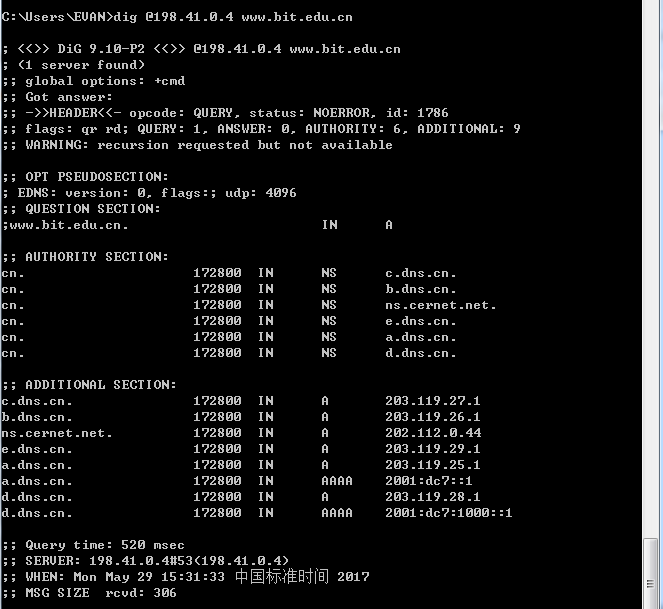 C:\Users\EVAN>dig @198.41.0.4 www.bit.edu.cn
; <<>> DiG 9.10-P2 <<>> @198.41.0.4 www.bit.edu.cn
; (1 server found)
;; global options: +cmd
;; Got answer:
;; ->>HEADER<<- opcode: QUERY, status: NOERROR, id: 1786
;; flags: qr rd; QUERY: 1, ANSWER: 0, AUTHORITY: 6, ADDITIONAL: 9
;; WARNING: recursion requested but not available
;; OPT PSEUDOSECTION:
; EDNS: version: 0, flags:; udp: 4096
;; QUESTION SECTION:
;www.bit.edu.cn. IN A
;; AUTHORITY SECTION:
cn. 172800 IN NS c.dns.cn.
cn. 172800 IN NS b.dns.cn.
cn. 172800 IN NS ns.cernet.net.
cn. 172800 IN NS e.dns.cn.
cn. 172800 IN NS a.dns.cn.
cn. 172800 IN NS d.dns.cn.
;; ADDITIONAL SECTION:
c.dns.cn. 172800 IN A 203.119.27.1
b.dns.cn. 172800 IN A 203.119.26.1
ns.cernet.net. 172800 IN A 202.112.0.44
e.dns.cn. 172800 IN A 203.119.29.1
a.dns.cn. 172800 IN A 203.119.25.1
a.dns.cn. 172800 IN AAAA 2001:dc7::1
d.dns.cn. 172800 IN A 203.119.28.1
d.dns.cn. 172800 IN AAAA 2001:dc7:1000::1
;; Query time: 520 msec
;; SERVER: 198.41.0.4#53(198.41.0.4)
;; WHEN: Mon May 29 15:31:33 中国标准时间 2017
;; MSG SIZE rcvd: 306